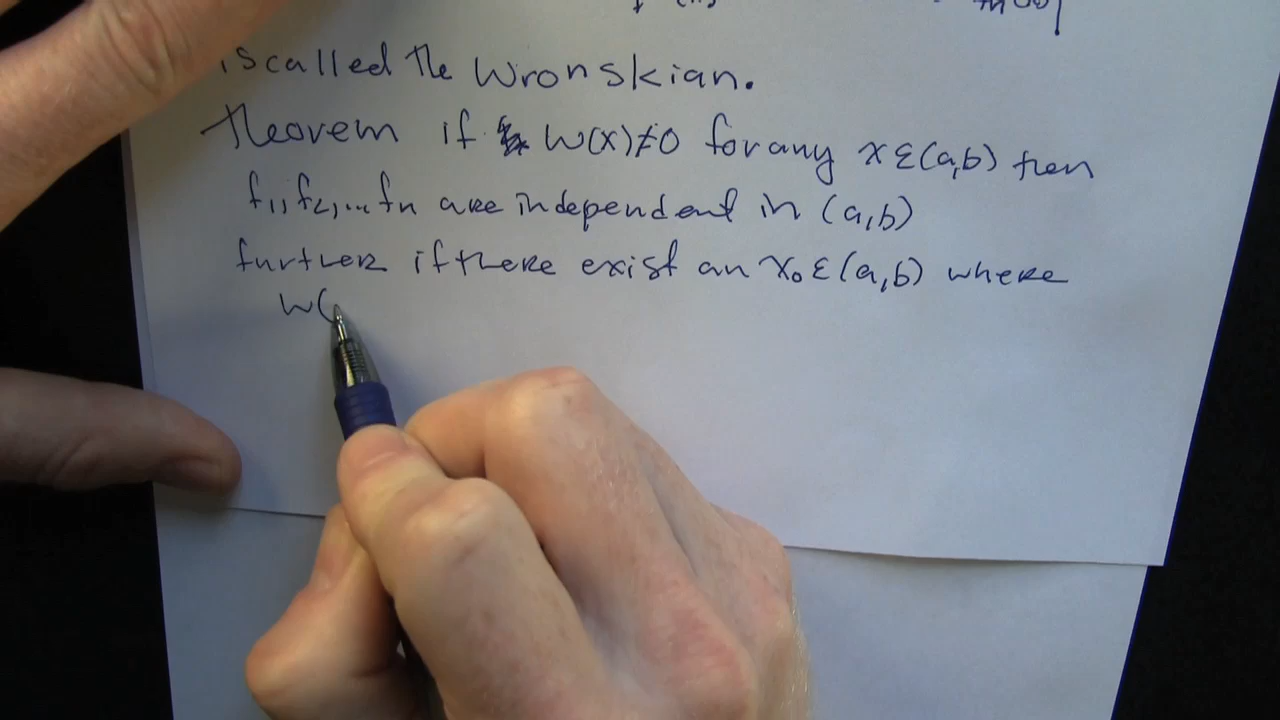 is called the Wronskian.
Theorem if W(x)≠0 for any x ε(a,b) then
f1, f2,... fn are independent in (a,b)
further if there exist an x₀ ε(a,b) where
W(